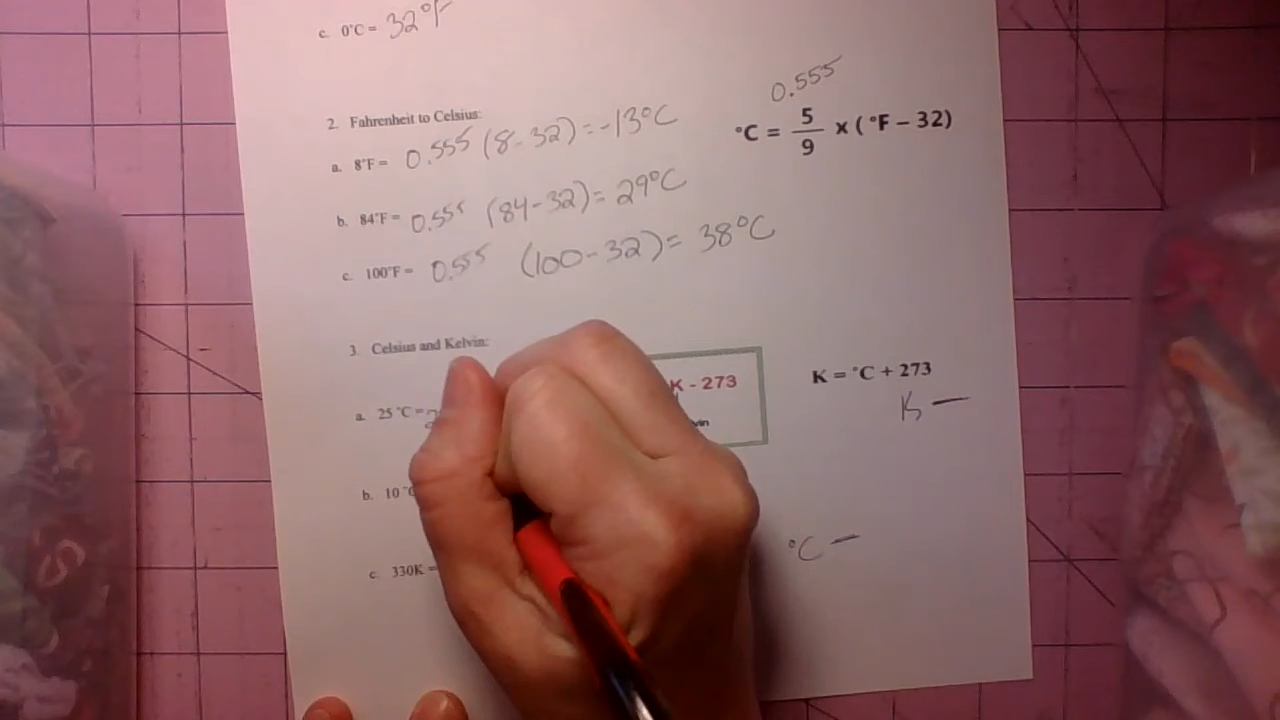 c. 0°C = 32°F
0.555
2. Fahrenheit to Celsius:
a. 8°F = 0.555 (8-32) = -13°C
°C = 5/9 x (°F – 32)
b. 84°F = 0.555 (84-32) = 29°C
c. 100°F = 0.555 (100-32) = 38°C
3. Celsius and Kelvin:
K - 273
K = °C + 273
K —
a. 25 °C =
b. 10 °C
°C —
c. 330K =